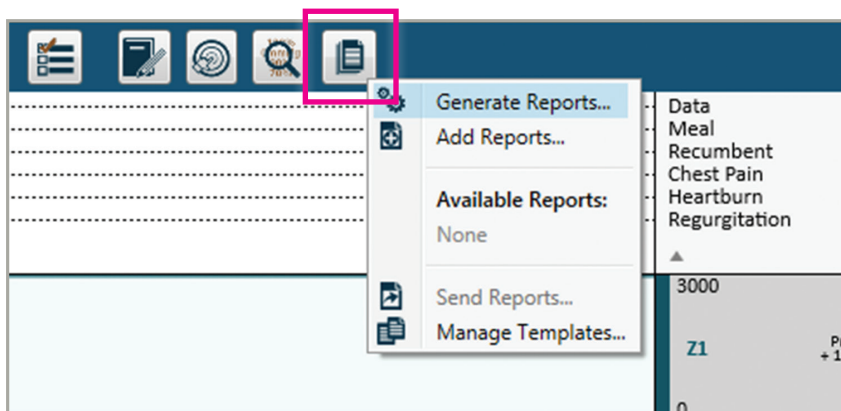 Generate Reports...
Add Reports...
Available Reports:
None
Send Reports...
Manage Templates...
Data
Meal
Recumbent
Chest Pain
Heartburn
Regurgitation
3000
Z1
0